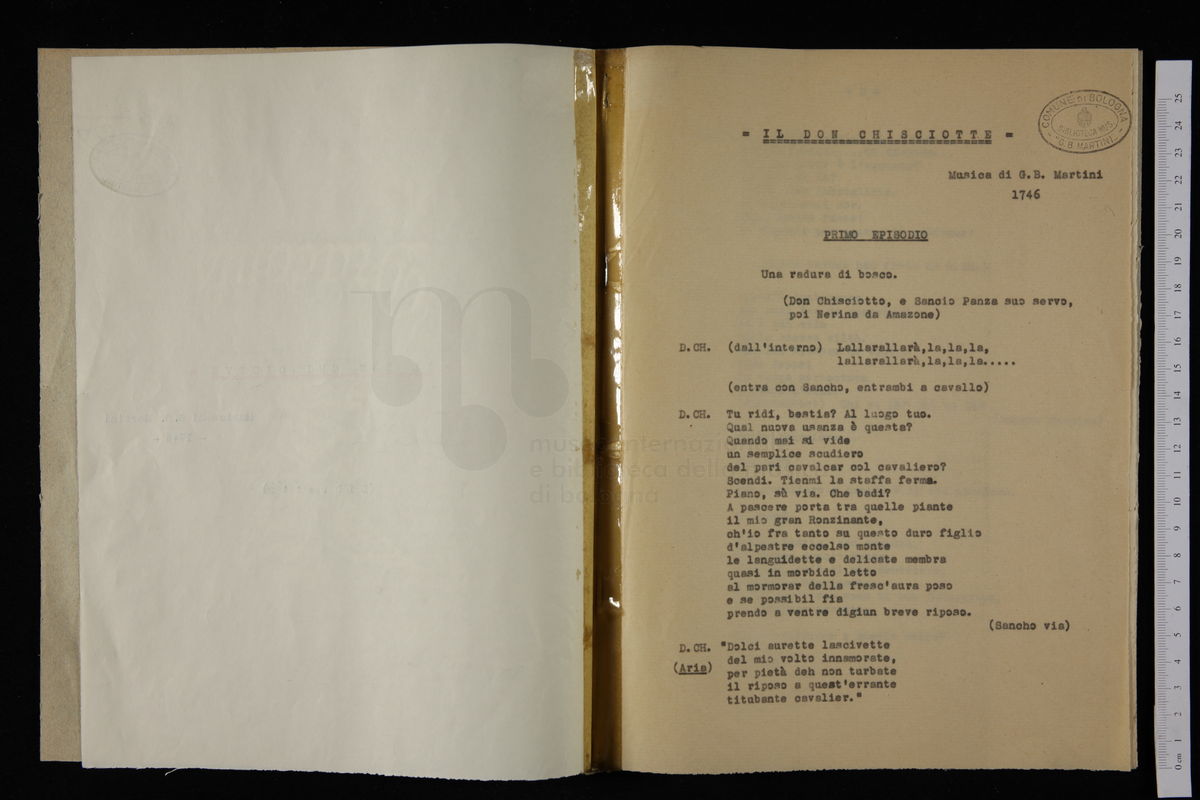 = IL DON CHISCIOTTE =
COMUNE DI BOLOGNA
BIBLIOTECA MUS.
"G.B. MARTINI"
Musica di G.B. Martini
1746
PRIMO EPISODIO
Una radura di bosco.
(Don Chisciotto, e Sancio Panza suo servo,
poi Nerina da Amazone)
D.CH. (dall'interno) Lallarallarà,la,la,la,
lallarallarà,la,la,la.....
(entra con Sancho, entrambi a cavallo)
D.CH. Tu ridi, bestia? Al luogo tuo.
Qual nuova usanza è questa?
Quando mai si vide
un semplice scudiero
del pari cavalcar col cavaliero?
Scendi. Tienmi la staffa ferma.
Piano, sù via. Che badi?
A pascere porta tra quelle piante
il mio gran Ronzinante,
ch'io fra tanto su questo duro figlio
d'alpestre eccelso monte
le languidette e delicate membra
quasi in morbido letto
al mormorar della fresc'aura poso
e se possibil fia
prendo a ventre digiun breve riposo.
(Sancho via)
D.CH. "Dolci aurette lascivette
(Aria) del mio volto innamorate,
per pietà deh non turbate
il riposo a quest'errante
titubante cavalier."
museo internazi
e biblioteca dell
di bologna
25
24
23
22
21
20
19
18
17
16
15
14
13
12
11
10
9
8
7
6
5
4
3
2
1
0 cm